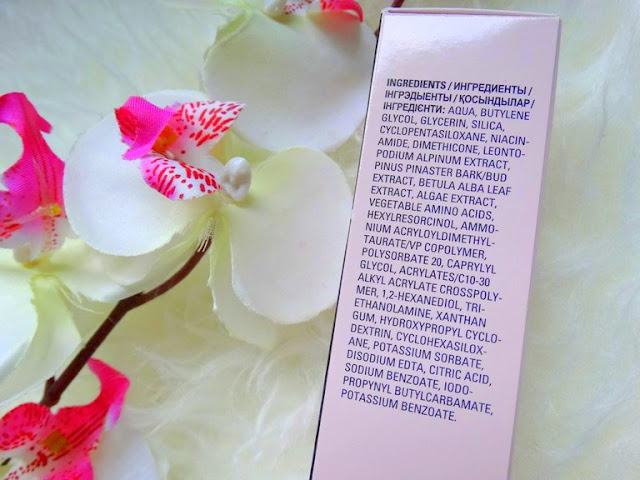 INGREDIENTS / ИНГРЕДИЕНТЫ /
ІНГРЭДЫЕНТЫ / ҚОСЫНДЫЛАР /
ІНГРЕДІЄНТИ: AQUA, BUTYLENE
GLYCOL, GLYCERIN, SILICA,
CYCLOPENTASILOXANE, NIACIN-
AMIDE, DIMETHICONE, LEONTO-
PODIUM ALPINUM EXTRACT,
PINUS PINASTER BARK/BUD
EXTRACT, BETULA ALBA LEAF
EXTRACT, ALGAE EXTRACT,
VEGETABLE AMINO ACIDS,
HEXYLRESORCINOL, AMMO-
NIUM ACRYLOYLDIMETHYL-
TAURATE/VP COPOLYMER,
POLYSORBATE 20, CAPRYLYL
GLYCOL, ACRYLATES/C10-30
ALKYL ACRYLATE CROSSPOLY-
MER, 1,2-HEXANEDIOL, TRI-
ETHANOLAMINE, XANTHAN
GUM, HYDROXYPROPYL CYCLO-
DEXTRIN, CYCLOHEXASILOX-
ANE, POTASSIUM SORBATE,
DISODIUM EDTA, CITRIC ACID,
SODIUM BENZOATE, IODO-
PROPYNYL BUTYLCARBAMATE,
POTASSIUM BENZOATE.